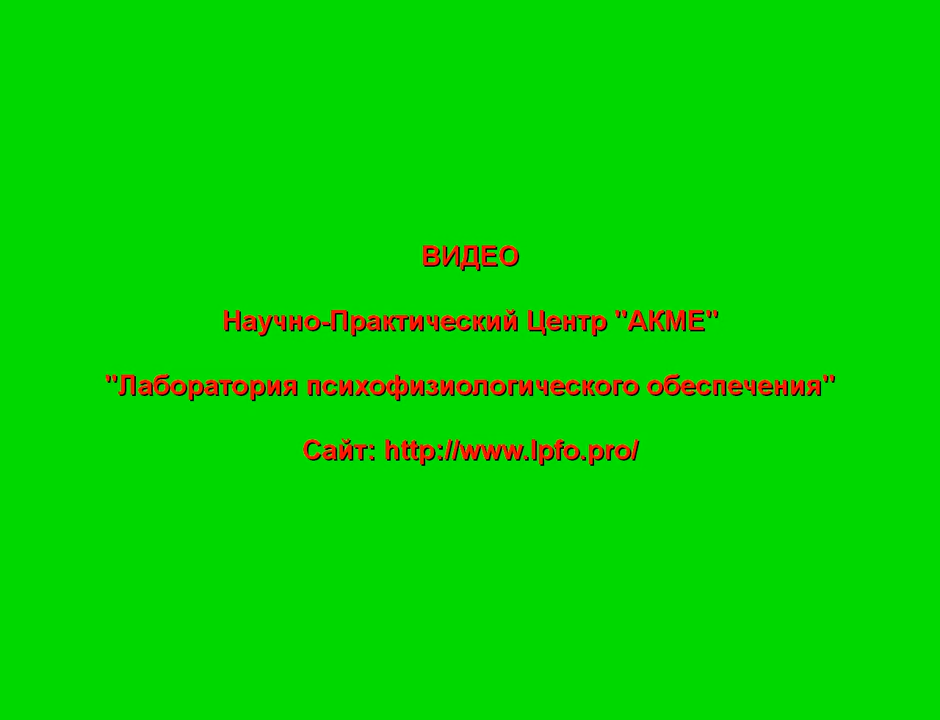 ВИДЕО
Научно-Практический Центр "АКМЕ"
"Лаборатория психофизиологического обеспечения"
Сайт: http://www.lpfo.pro/